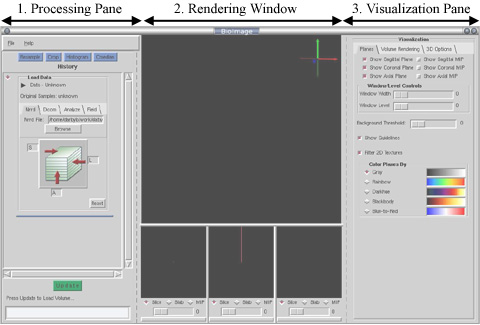 1. Processing Pane
2. Rendering Window
3. Visualization Pane
BioImage
File Help
Resample Crop Histogram Combine
History
Load Data
Data - Unknown
Original Samples: unknown
Nrrd Dicom Analyze Field
Nrrd File
Browse
S
L
A
Reset
Update
Press Update to Load Volume...
Slice Slab MIP
0
Slice Slab MIP
0
Slice Slab MIP
0
Visualization
Planes Volume Rendering 3D Options
Show Sagittal Plane Show Sagittal MIP
Show Coronal Plane Show Coronal MIP
Show Axial Plane Show Axial MIP
Window/Level Controls
Window Width 0
Window Level 0
Background Threshold: 0
Show Guidelines
Filter 2D Textures
Color Planes By
Gray
Rainbow
Darkhue
Blackbody
Blue-to-Red